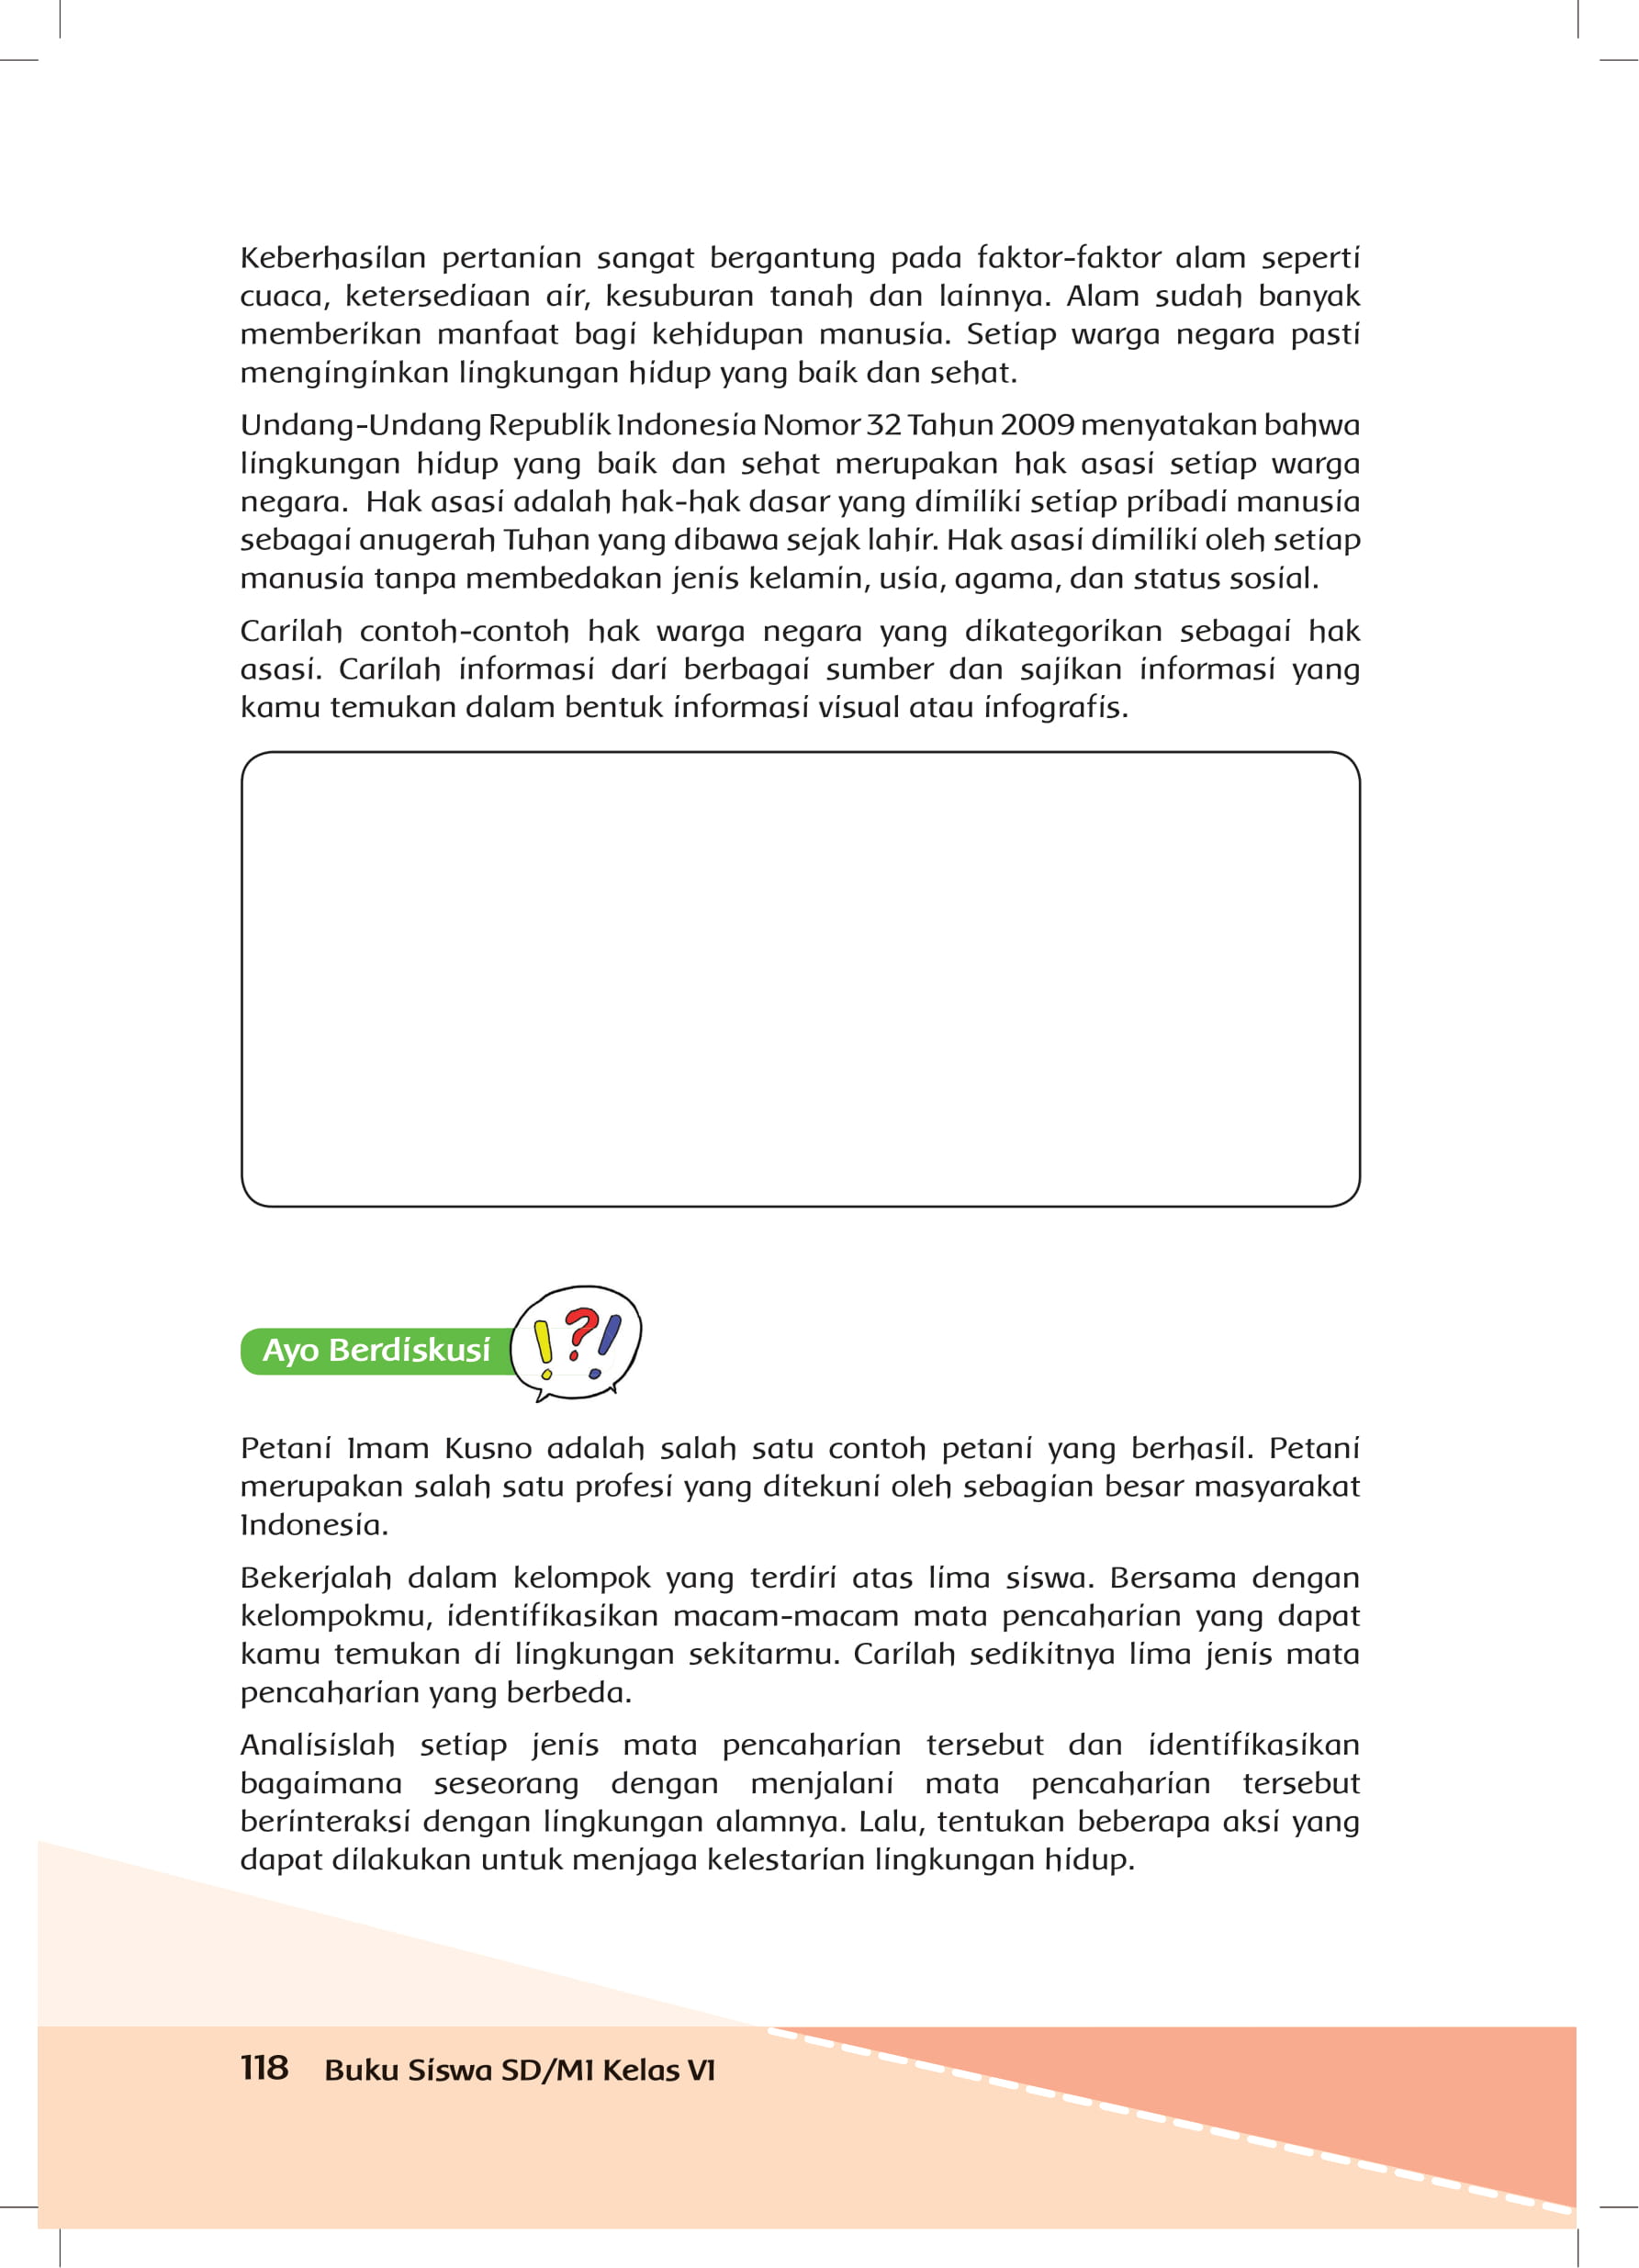 Keberhasilan pertanian sangat bergantung pada faktor-faktor alam seperti
cuaca, ketersediaan air, kesuburan tanah dan lainnya. Alam sudah banyak
memberikan manfaat bagi kehidupan manusia. Setiap warga negara pasti
menginginkan lingkungan hidup yang baik dan sehat.
Undang-Undang Republik Indonesia Nomor 32 Tahun 2009 menyatakan bahwa
lingkungan hidup yang baik dan sehat merupakan hak asasi setiap warga
negara. Hak asasi adalah hak-hak dasar yang dimiliki setiap pribadi manusia
sebagai anugerah Tuhan yang dibawa sejak lahir. Hak asasi dimiliki oleh setiap
manusia tanpa membedakan jenis kelamin, usia, agama, dan status sosial.
Carilah contoh-contoh hak warga negara yang dikategorikan sebagai hak
asasi. Carilah informasi dari berbagai sumber dan sajikan informasi yang
kamu temukan dalam bentuk informasi visual atau infografis.
Ayo Berdiskusi
!?!
Petani Imam Kusno adalah salah satu contoh petani yang berhasil. Petani
merupakan salah satu profesi yang ditekuni oleh sebagian besar masyarakat
Indonesia.
Bekerjalah dalam kelompok yang terdiri atas lima siswa. Bersama dengan
kelompokmu, identifikasikan macam-macam mata pencaharian yang dapat
kamu temukan di lingkungan sekitarmu. Carilah sedikitnya lima jenis mata
pencaharian yang berbeda.
Analisislah setiap jenis mata pencaharian tersebut dan identifikasikan
bagaimana seseorang dengan menjalani mata pencaharian tersebut
berinteraksi dengan lingkungan alamnya. Lalu, tentukan beberapa aksi yang
dapat dilakukan untuk menjaga kelestarian lingkungan hidup.
118 Buku Siswa SD/MI Kelas VI